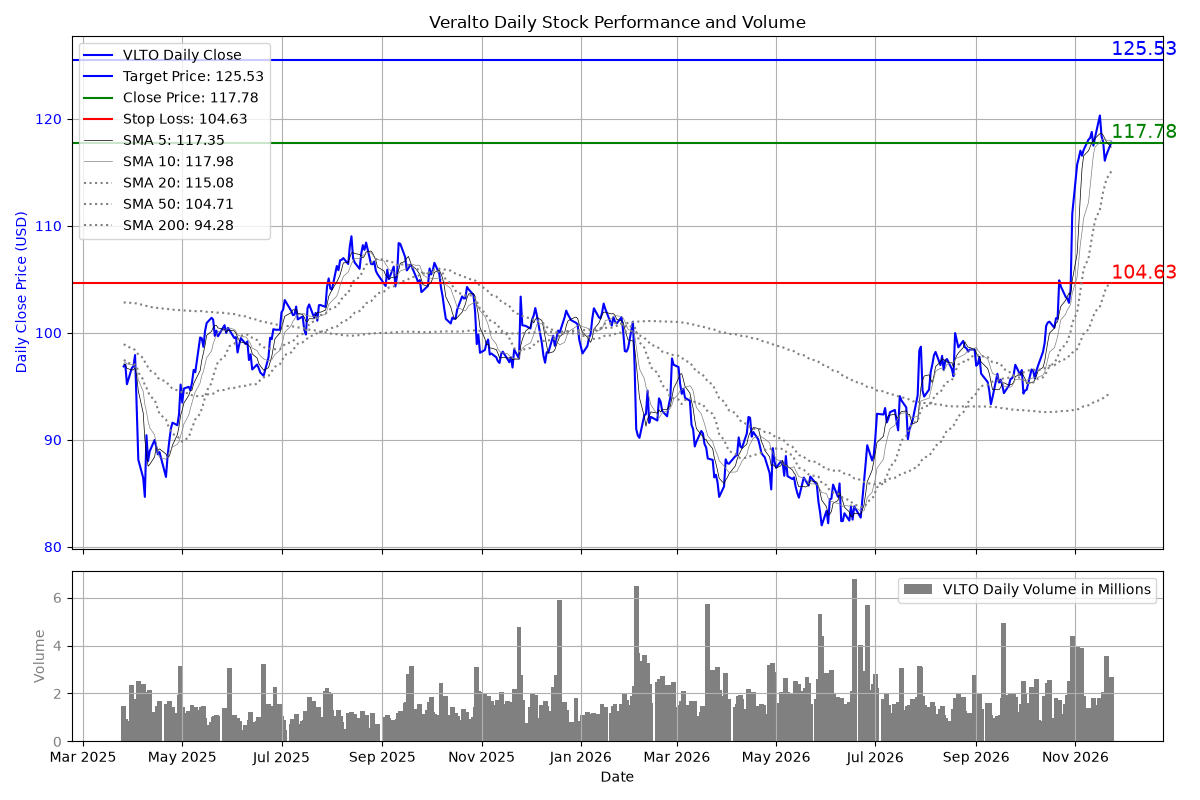 Veralto Daily Stock Performance and Volume
VLTO Daily Close
Target Price: 125.53
Close Price: 117.78
Stop Loss: 104.63
SMA 5: 117.35
SMA 10: 117.98
SMA 20: 115.08
SMA 50: 104.71
SMA 200: 94.28
125.53
117.78
104.63
Daily Close Price (USD)
120
110
100
90
80
VLTO Daily Volume in Millions
Volume
6
4
2
0
Mar 2025 May 2025 Jul 2025 Sep 2025 Nov 2025 Jan 2026 Mar 2026 May 2026 Jul 2026 Sep 2026 Nov 2026
Date